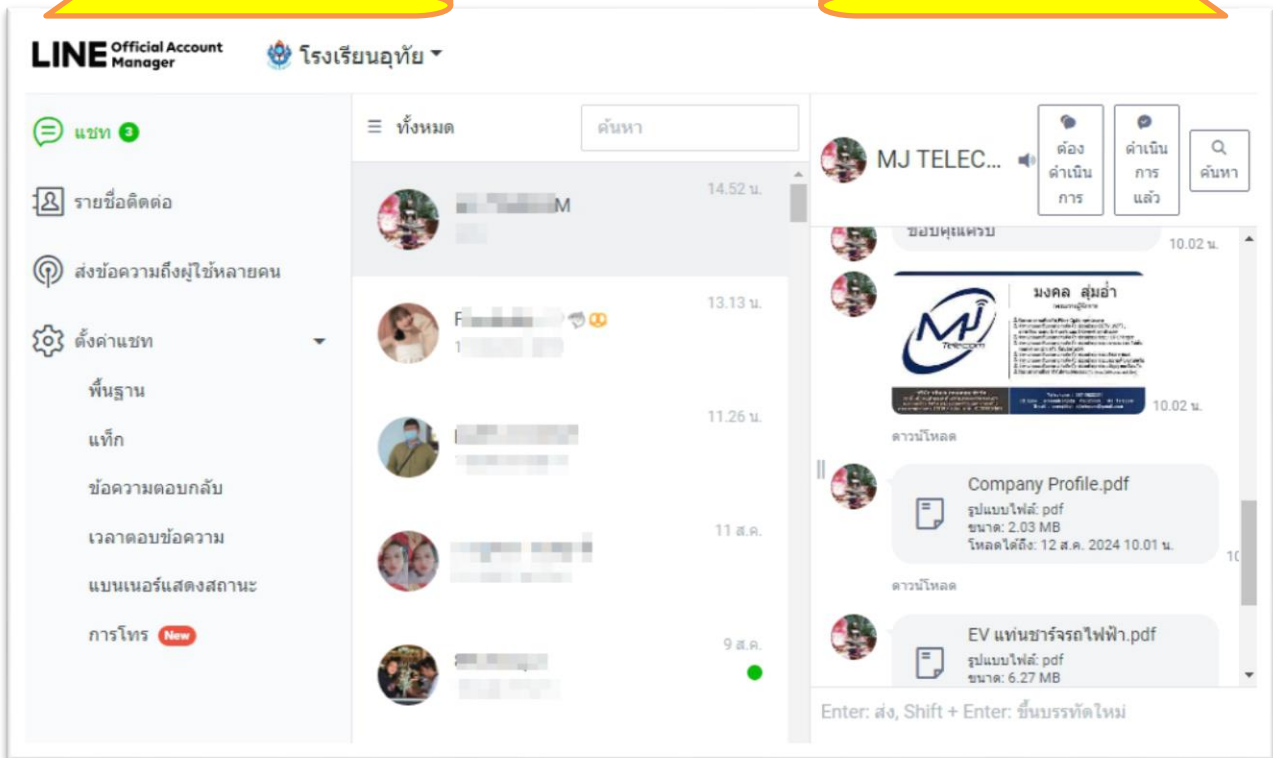 LINE Official Account Manager
โรงเรียนอุทัย
แชท 3
รายชื่อติดต่อ
ส่งข้อความถึงผู้ใช้หลายคน
ตั้งค่าแชท
พื้นฐาน
แท็ก
ข้อความตอบกลับ
เวลาตอบข้อความ
แบนเนอร์แสดงสถานะ
การโทร New
ทั้งหมด
ค้นหา
M
14.52 น.
13.13 น.
11.26 น.
11 ส.ค.
9 ส.ค.
MJ TELEC...
ต้อง
ดำเนิน
การ
ดำเนิน
การ
แล้ว
ค้นหา
ขอบคุณครับ
10.02 น.
มงคล สุ่มอ่ำ
MJ
Telecom
10.02 น.
ดาวน์โหลด
Company Profile.pdf
รูปแบบไฟล์: pdf
ขนาด: 2.03 MB
โหลดได้ถึง: 12 ส.ค. 2024 10.01 น.
ดาวน์โหลด
EV แท่นชาร์จรถไฟฟ้า.pdf
รูปแบบไฟล์: pdf
ขนาด: 6.27 MB
Enter: ส่ง, Shift + Enter: ขึ้นบรรทัดใหม่